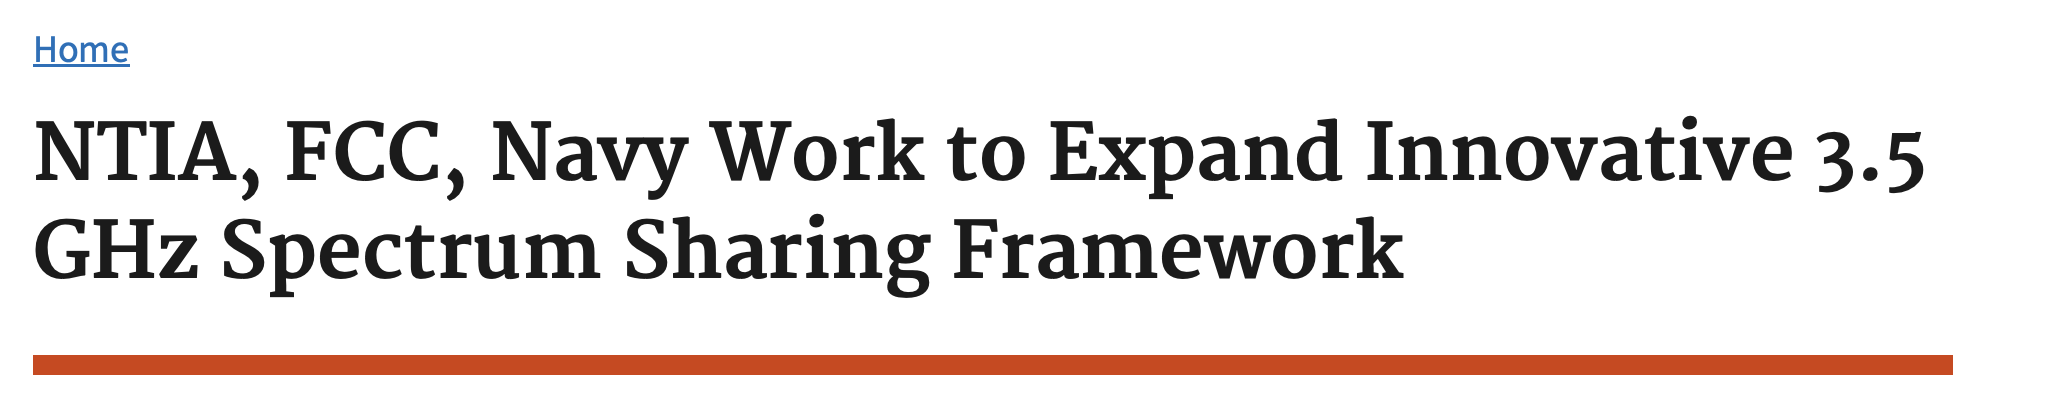 Home
NTIA, FCC, Navy Work to Expand Innovative 3.5
GHz Spectrum Sharing Framework